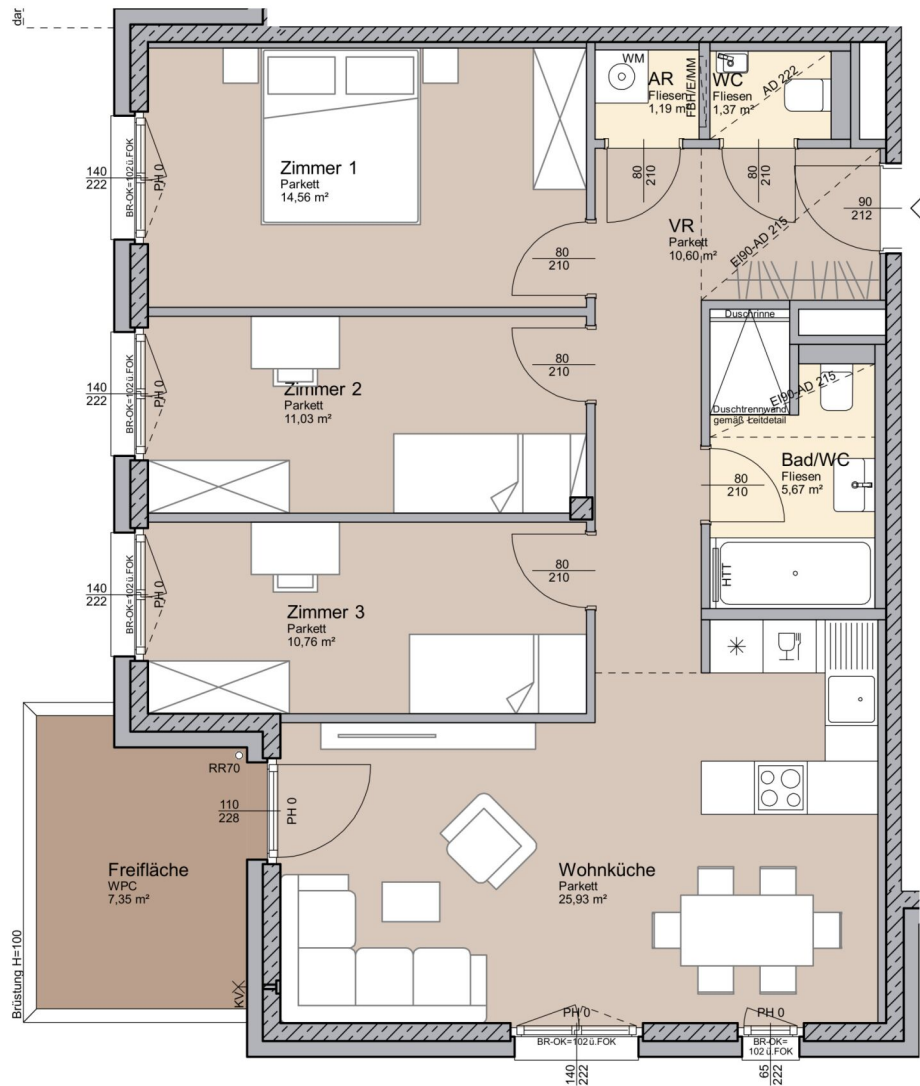 dar
WM
AR
Fliesen
1,19 m²
FBH/E/MM
WC
Fliesen
1,37 m²
AD 222
Zimmer 1
Parkett
14,56 m²
140
222
BR-OK=102ü.FOK
PH 0
80
210
80
210
80
210
90
212
VR
Parkett
10,60 m²
EI90-AD 215
Zimmer 2
Parkett
11,03 m²
140
222
BR-OK=102ü.FOK
PH 0
80
210
Duschrinne
Duschtrennwand
gemäß Leitdetail
EI90-AD 215
Bad/WC
Fliesen
5,67 m²
80
210
HTT
Zimmer 3
Parkett
10,76 m²
140
222
BR-OK=102ü.FOK
PH 0
80
210
RR70
110
228
PH 0
Freifläche
WPC
7,35 m²
Brüstung H=100
KV
Wohnküche
Parkett
25,93 m²
PH 0
BR-OK=102ü.FOK
140
222
PH 0
BR-OK=
102ü.FOK
65
222